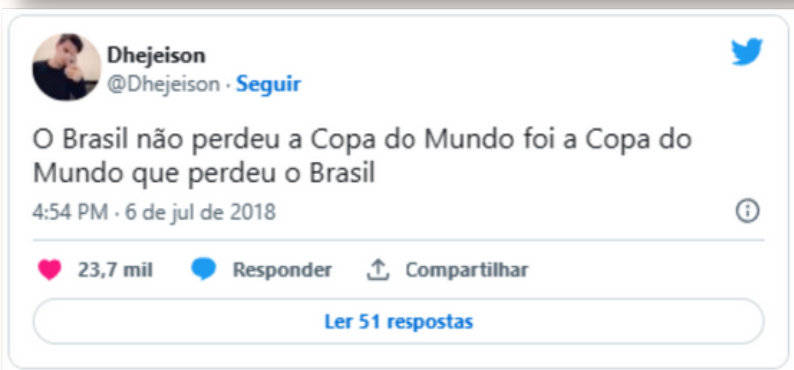 Dhejeison
@Dhejeison · Seguir
O Brasil não perdeu a Copa do Mundo foi a Copa do
Mundo que perdeu o Brasil
4:54 PM · 6 de jul de 2018
23,7 mil Responder Compartilhar
Ler 51 respostas